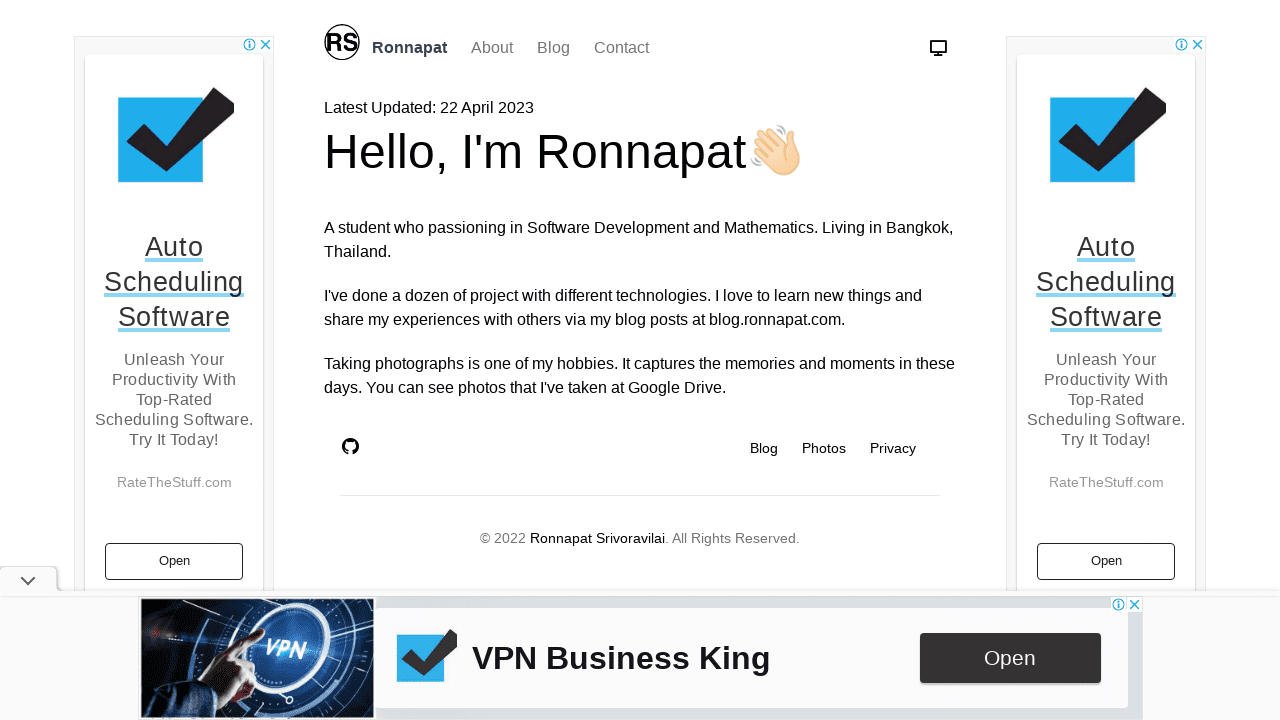 RS
Ronnapat
About
Blog
Contact
Latest Updated: 22 April 2023
Hello, I'm Ronnapat👋🏻
A student who passioning in Software Development and Mathematics. Living in Bangkok,
Thailand.
I've done a dozen of project with different technologies. I love to learn new things and
share my experiences with others via my blog posts at blog.ronnapat.com.
Taking photographs is one of my hobbies. It captures the memories and moments in these
days. You can see photos that I've taken at Google Drive.
Blog
Photos
Privacy
© 2022 Ronnapat Srivoravilai. All Rights Reserved.
Auto
Scheduling
Software
Unleash Your
Productivity With
Top-Rated
Scheduling Software.
Try It Today!
RateTheStuff.com
Open
Auto
Scheduling
Software
Unleash Your
Productivity With
Top-Rated
Scheduling Software.
Try It Today!
RateTheStuff.com
Open
VPN
VPN Business King
Open